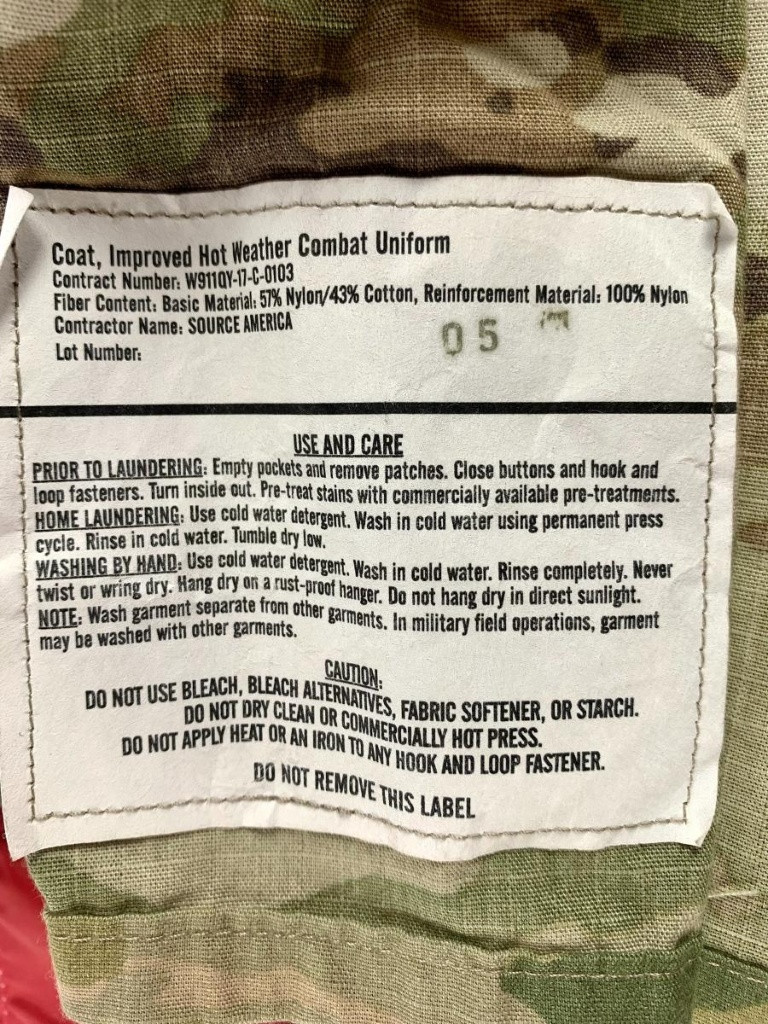 Coat, Improved Hot Weather Combat Uniform
Contract Number: W911QY-17-C-0103
Fiber Content: Basic Material: 57% Nylon/43% Cotton, Reinforcement Material: 100% Nylon
Contractor Name: SOURCE AMERICA
Lot Number:
05
USE AND CARE
PRIOR TO LAUNDERING: Empty pockets and remove patches. Close buttons and hook and
loop fasteners. Turn inside out. Pre-treat stains with commercially available pre-treatments.
HOME LAUNDERING: Use cold water detergent. Wash in cold water using permanent press
cycle. Rinse in cold water. Tumble dry low.
WASHING BY HAND: Use cold water detergent. Wash in cold water. Rinse completely. Never
twist or wring dry. Hang dry on a rust-proof hanger. Do not hang dry in direct sunlight.
NOTE: Wash garment separate from other garments. In military field operations, garment
may be washed with other garments.
CAUTION:
DO NOT USE BLEACH, BLEACH ALTERNATIVES, FABRIC SOFTENER, OR STARCH.
DO NOT DRY CLEAN OR COMMERCIALLY HOT PRESS.
DO NOT APPLY HEAT OR AN IRON TO ANY HOOK AND LOOP FASTENER.
DO NOT REMOVE THIS LABEL